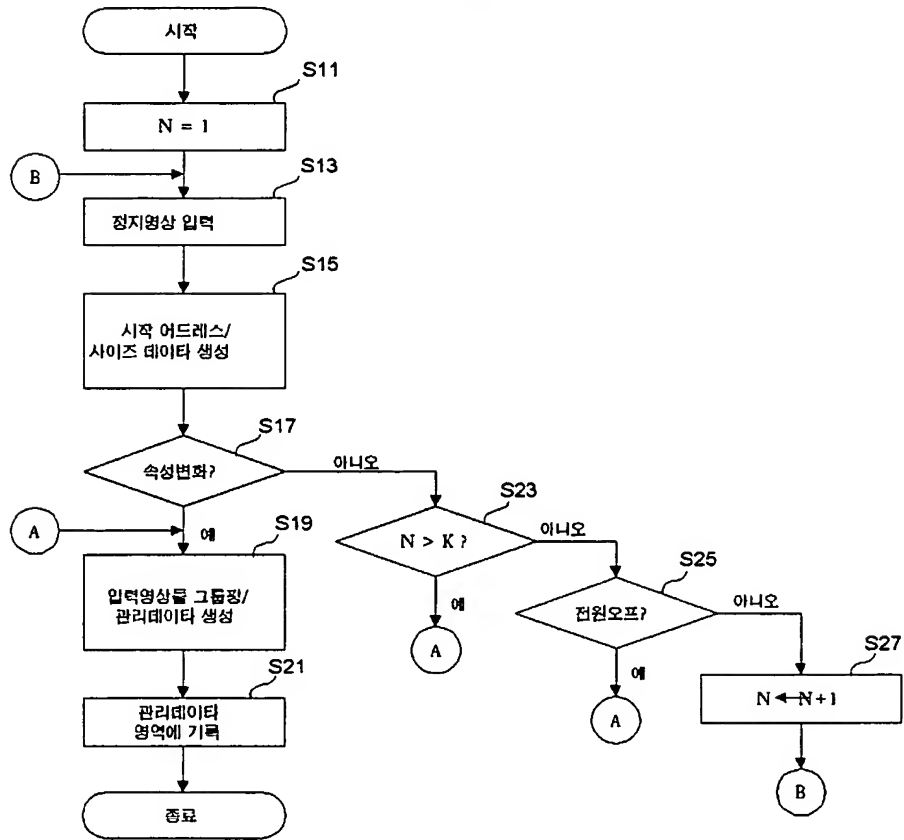 시작
S11
N = 1
B
S13
정지영상 입력
S15
시작 어드레스/
사이즈 데이타 생성
S17
속성변화?
아니오
S23
A
예
S19
N > K ?
아니오
S25
입력영상물 그룹핑/
관리데이타 생성
예
전원오프?
아니오
A
S27
S21
예
N ← N+1
관리데이타
영역에 기록
A
B
종료